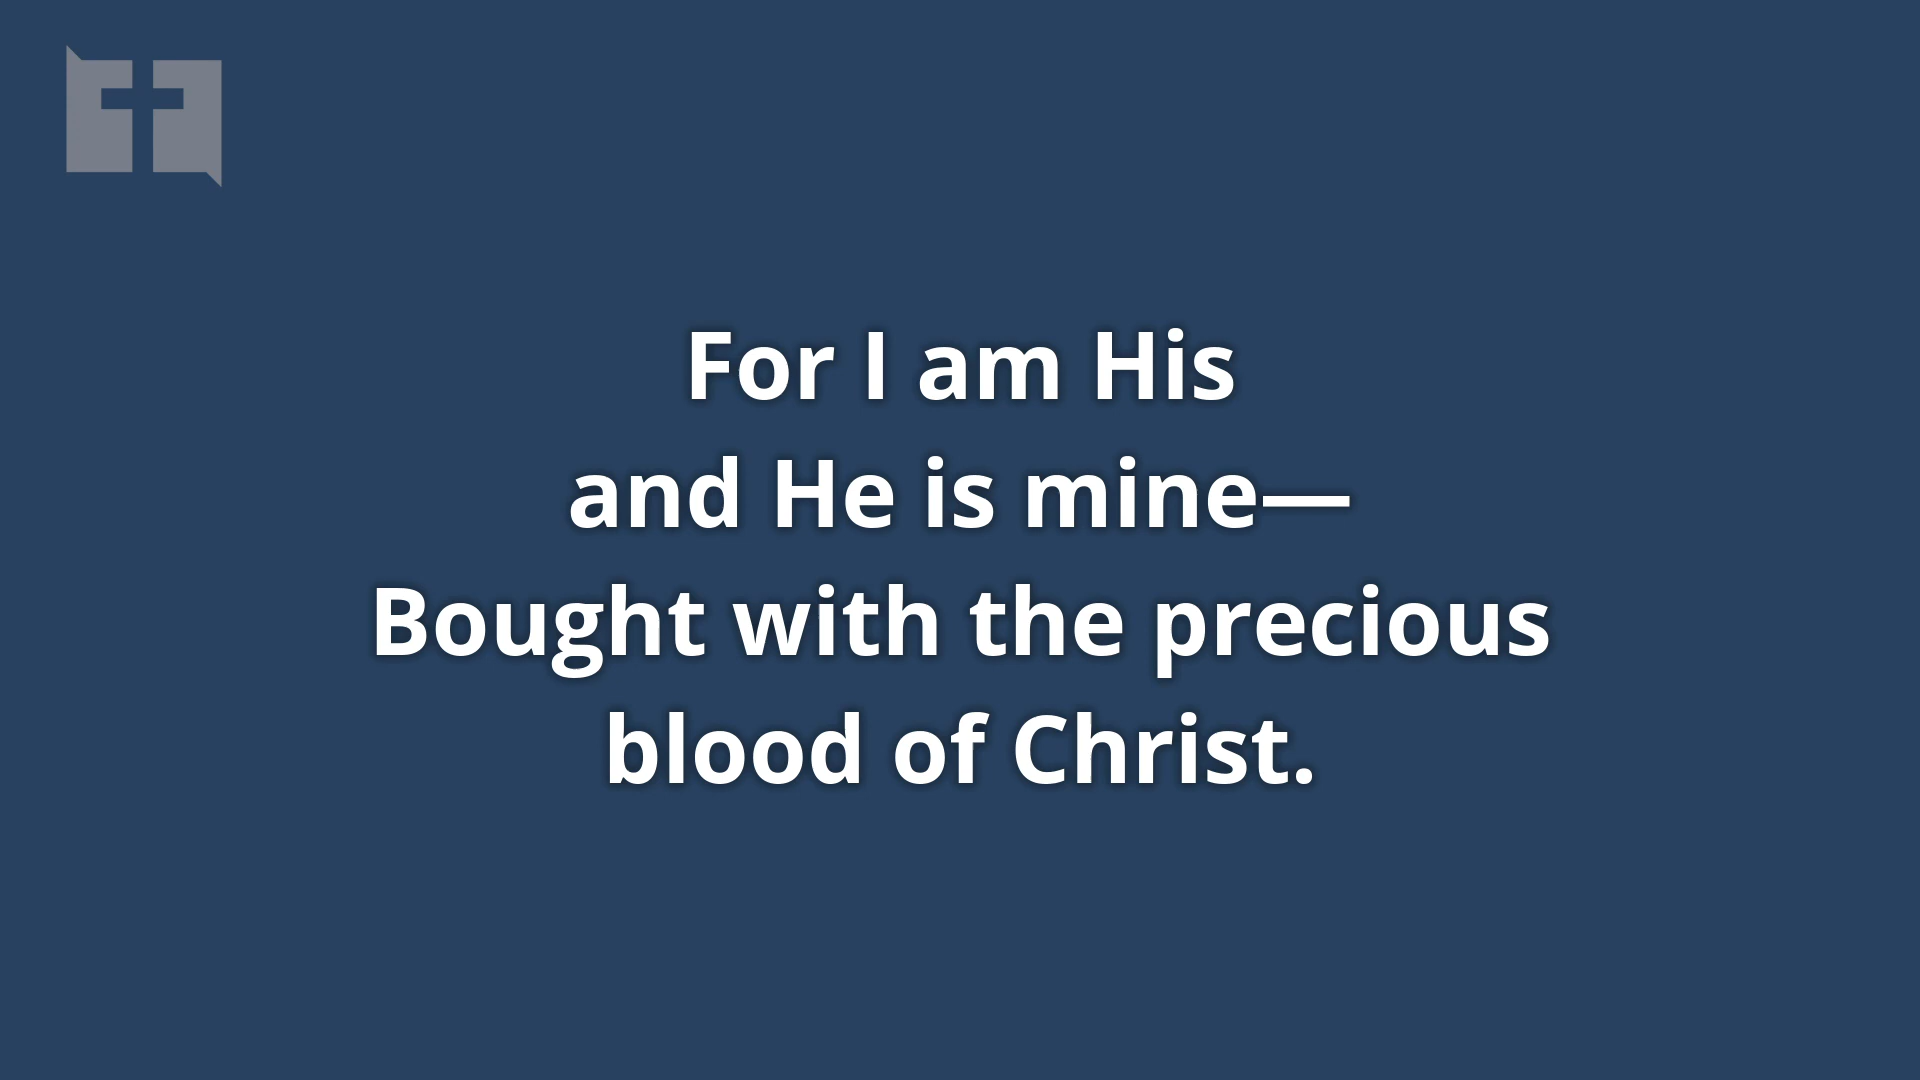 For I am His
and He is mine—
Bought with the precious
blood of Christ.